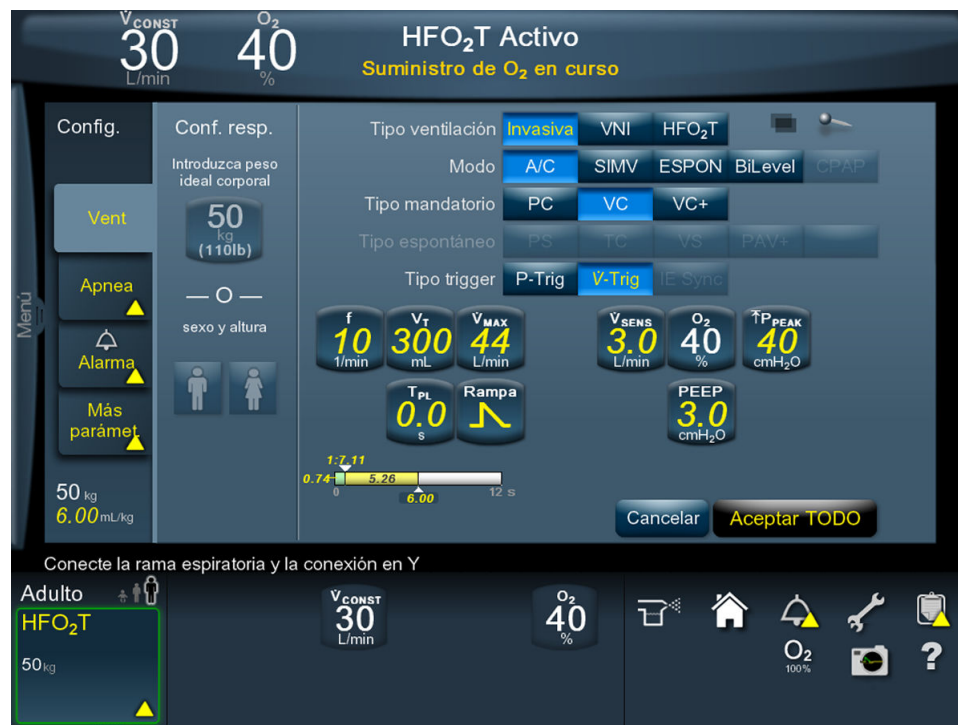 V̇CONST O₂
30 40
L/min %
HFO₂T Activo
Suministro de O₂ en curso
Menú
Config.
Vent
Apnea
Alarma
Más
parámet.
50 kg
6.00 mL/kg
Conf. resp.
Introduzca peso
ideal corporal
50
kg
(110lb)
— O —
sexo y altura
Tipo ventilación Invasiva VNI HFO₂T
Modo A/C SIMV ESPON BiLevel CPAP
Tipo mandatorio PC VC VC+
Tipo espontáneo PS TC VS PAV+
Tipo trigger P-Trig V̇-Trig IE Sync
f VT V̇MAX V̇SENS O₂ PPEAK
10 300 44 3.0 40 40
1/min mL L/min L/min % cmH₂O
TPL Rampa PEEP
0.0 3.0
s cmH₂O
1:7.11
0.74 5.26
0 6.00 12 s
Cancelar Aceptar TODO
Conecte la rama espiratoria y la conexión en Y
Adulto
HFO₂T
50 kg
V̇CONST O₂
30 40
L/min %
O₂
100% ?